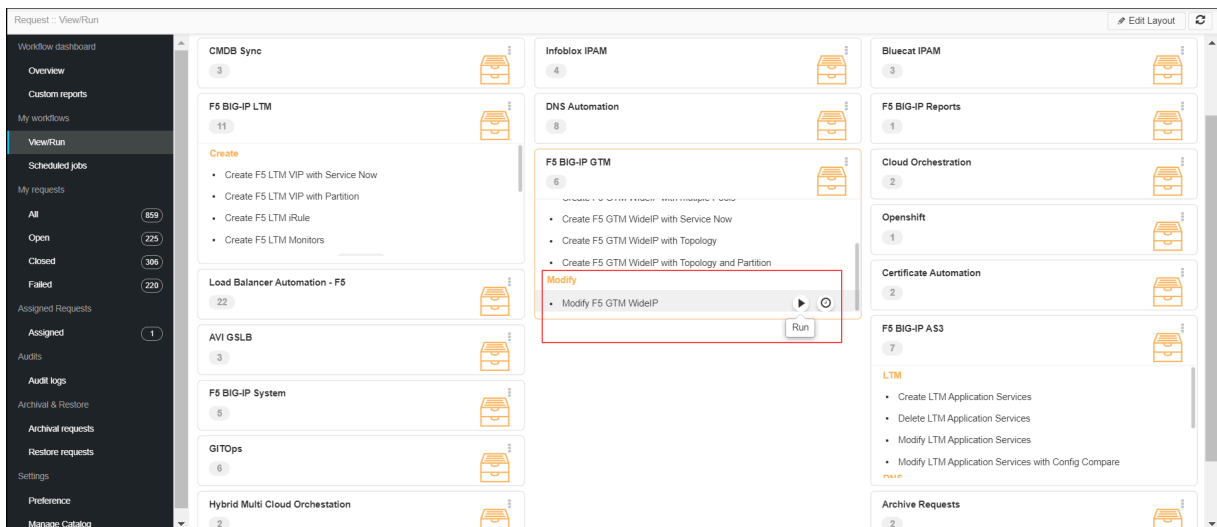 Request :: View/Run
Edit Layout
Workflow dashboard
Overview
Custom reports
My workflows
View/Run
Scheduled jobs
My requests
All
859
Open
225
Closed
306
Failed
220
Assigned Requests
Assigned
1
Audits
Audit logs
Archival & Restore
Archival requests
Restore requests
Settings
Preference
Manage Catalog
CMDB Sync
3
F5 BIG-IP LTM
11
Create
• Create F5 LTM VIP with Service Now
• Create F5 LTM VIP with Partition
• Create F5 LTM iRule
• Create F5 LTM Monitors
Load Balancer Automation - F5
22
AVI GSLB
3
F5 BIG-IP System
5
GITOps
6
Hybrid Multi Cloud Orchestation
2
Infoblox IPAM
4
DNS Automation
8
F5 BIG-IP GTM
6
Create F5 GTM WideIP with multiple Pools
• Create F5 GTM WideIP with Service Now
• Create F5 GTM WideIP with Topology
• Create F5 GTM WideIP with Topology and Partition
Modify
• Modify F5 GTM WideIP
Run
Bluecat IPAM
3
F5 BIG-IP Reports
1
Cloud Orchestration
2
Openshift
1
Certificate Automation
2
F5 BIG-IP AS3
7
LTM
• Create LTM Application Services
• Delete LTM Application Services
• Modify LTM Application Services
• Modify LTM Application Services with Config Compare
DNS
Archive Requests
2